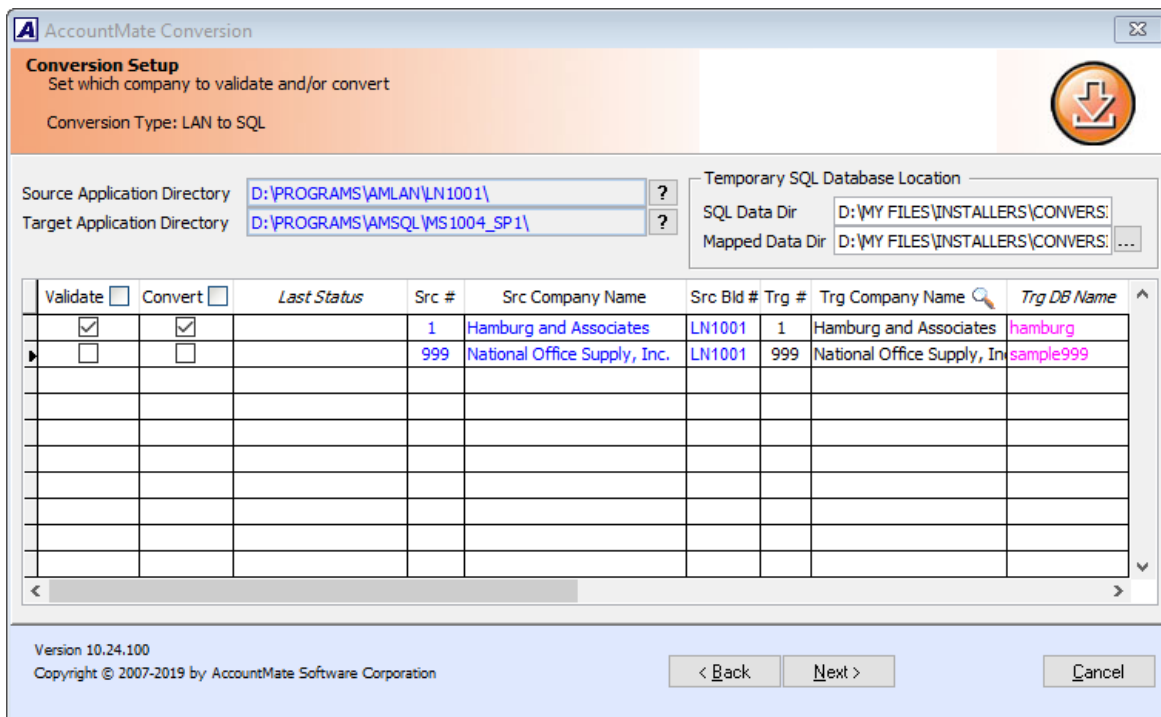 AccountMate Conversion
Conversion Setup
Set which company to validate and/or convert
Conversion Type: LAN to SQL
Source Application Directory D:\PROGRAMS\AMLAN\LN1001\ ?
Target Application Directory D:\PROGRAMS\AMSQL\MS1004_SP1\ ?
Temporary SQL Database Location
SQL Data Dir D:\MY FILES\INSTALLERS\CONVERSI
Mapped Data Dir D:\MY FILES\INSTALLERS\CONVERSI ...
Validate Convert Last Status Src # Src Company Name Src Bld # Trg # Trg Company Name Trg DB Name
1 Hamburg and Associates LN1001 1 Hamburg and Associates hamburg
999 National Office Supply, Inc. LN1001 999 National Office Supply, In sample999
Version 10.24.100
Copyright © 2007-2019 by AccountMate Software Corporation
< Back Next > Cancel